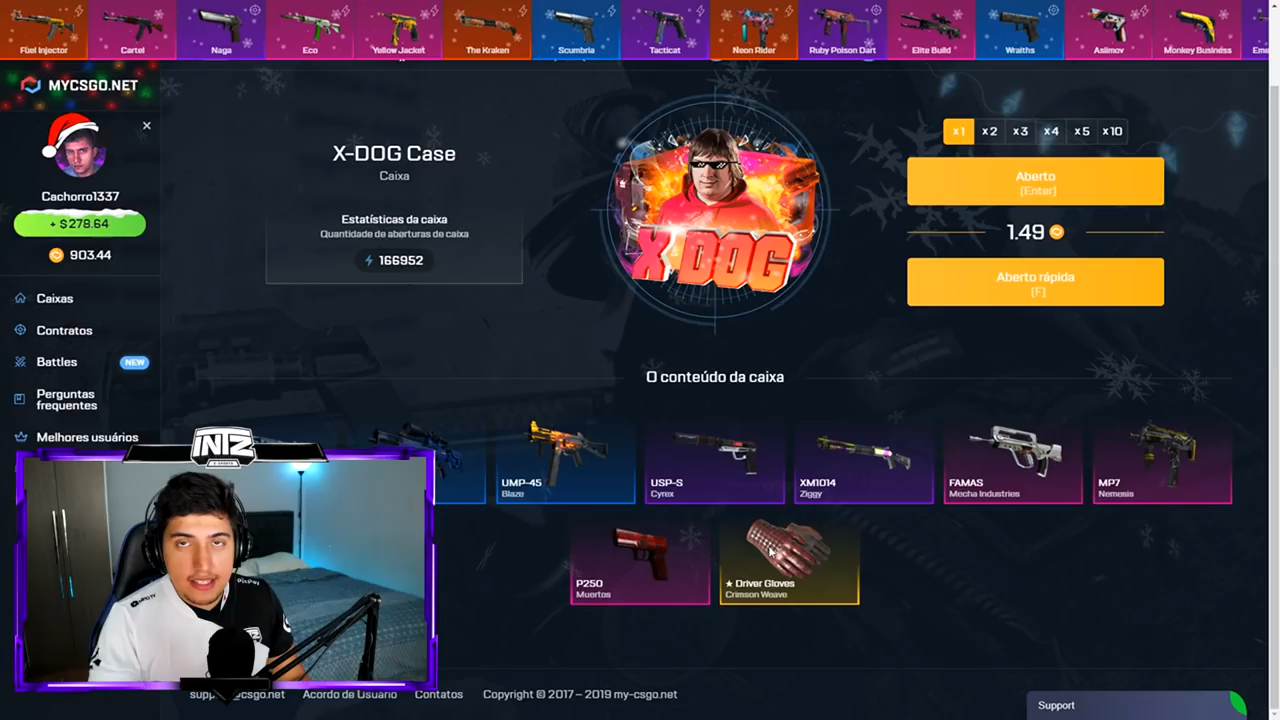 Fuel Injector
Cartel
Naga
Eco
Yellow Jacket
The Kraken
Scumbria
Tacticat
Neon Rider
Ruby Poison Dart
Elite Build
Wraiths
Asiimov
Monkey Business
MYCSGO.NET
Cachorro1337
+ $278.64
903.44
Caixas
Contratos
Battles
NEW
Perguntas
frequentes
Melhores usuários
X-DOG Case
Caixa
Estatísticas da caixa
Quantidade de aberturas de caixa
166952
X DOG
x1 x2 x3 x4 x5 x10
Aberto
(Enter)
1.49
Aberto rápida
(F)
O conteúdo da caixa
UMP-45
Blaze
USP-S
Cyrex
XM1014
Ziggy
FAMAS
Mecha Industries
MP7
Nemesis
P250
Muertos
★ Driver Gloves
Crimson Weave
INTZ
E-SPORTS
Acordo de Usuário
Contatos
Copyright © 2017 – 2019 my-csgo.net
Support